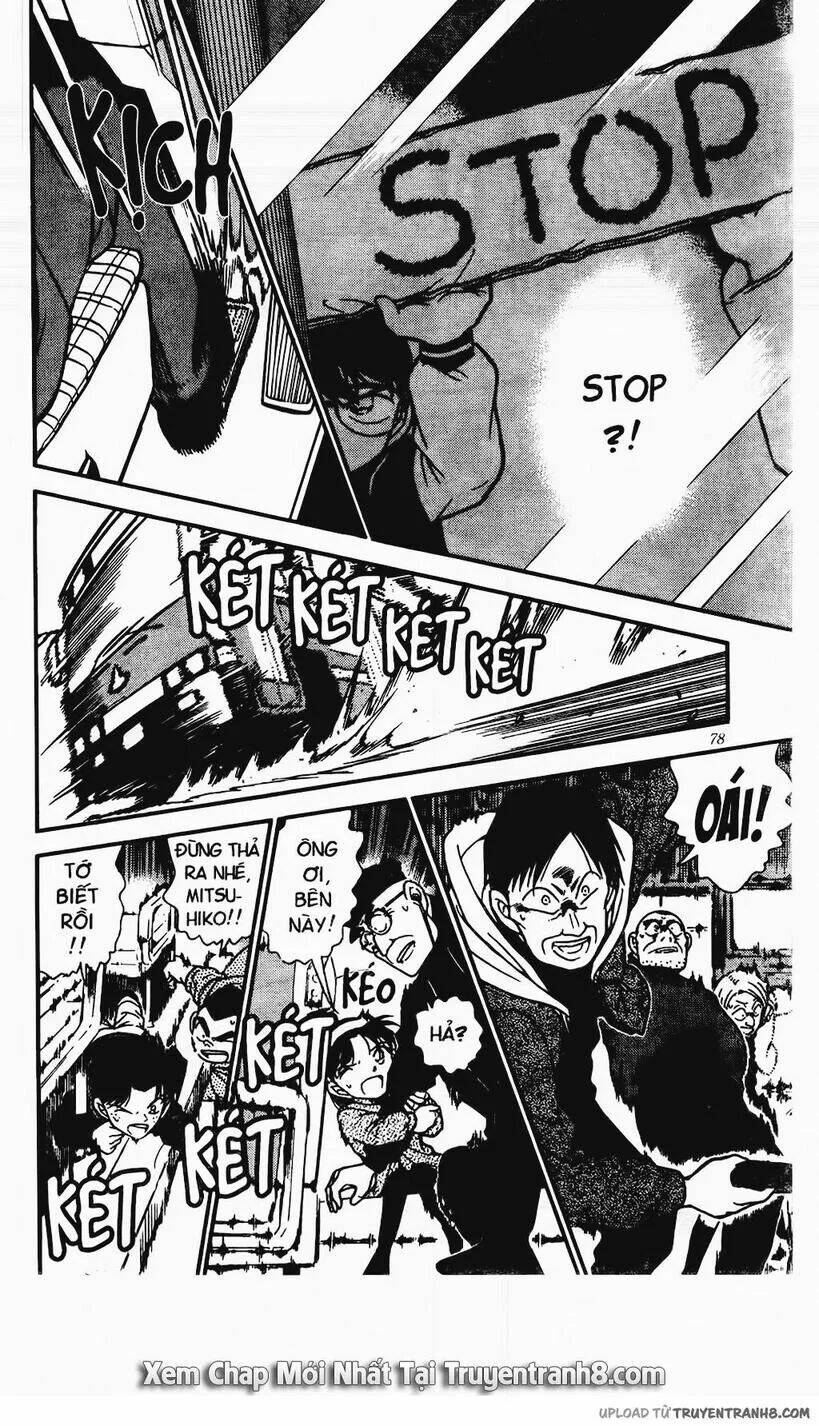 KỊCH
STOP
STOP
?!
KÉT KÉT KÉT KÉT
78
TỚ
BIẾT
RỒI
!!
ĐỪNG THẢ
RA NHÉ,
MITSU-
HIKO!!
KÉT
KÉT
KÉT
ÔNG
ƠI,
BÊN
NÀY!
KÉO
HẢ?
OÁI!
Xem Chap Mới Nhất Tại Truyentranh8.com
UPLOAD TỪ TRUYENTRANH8.COM